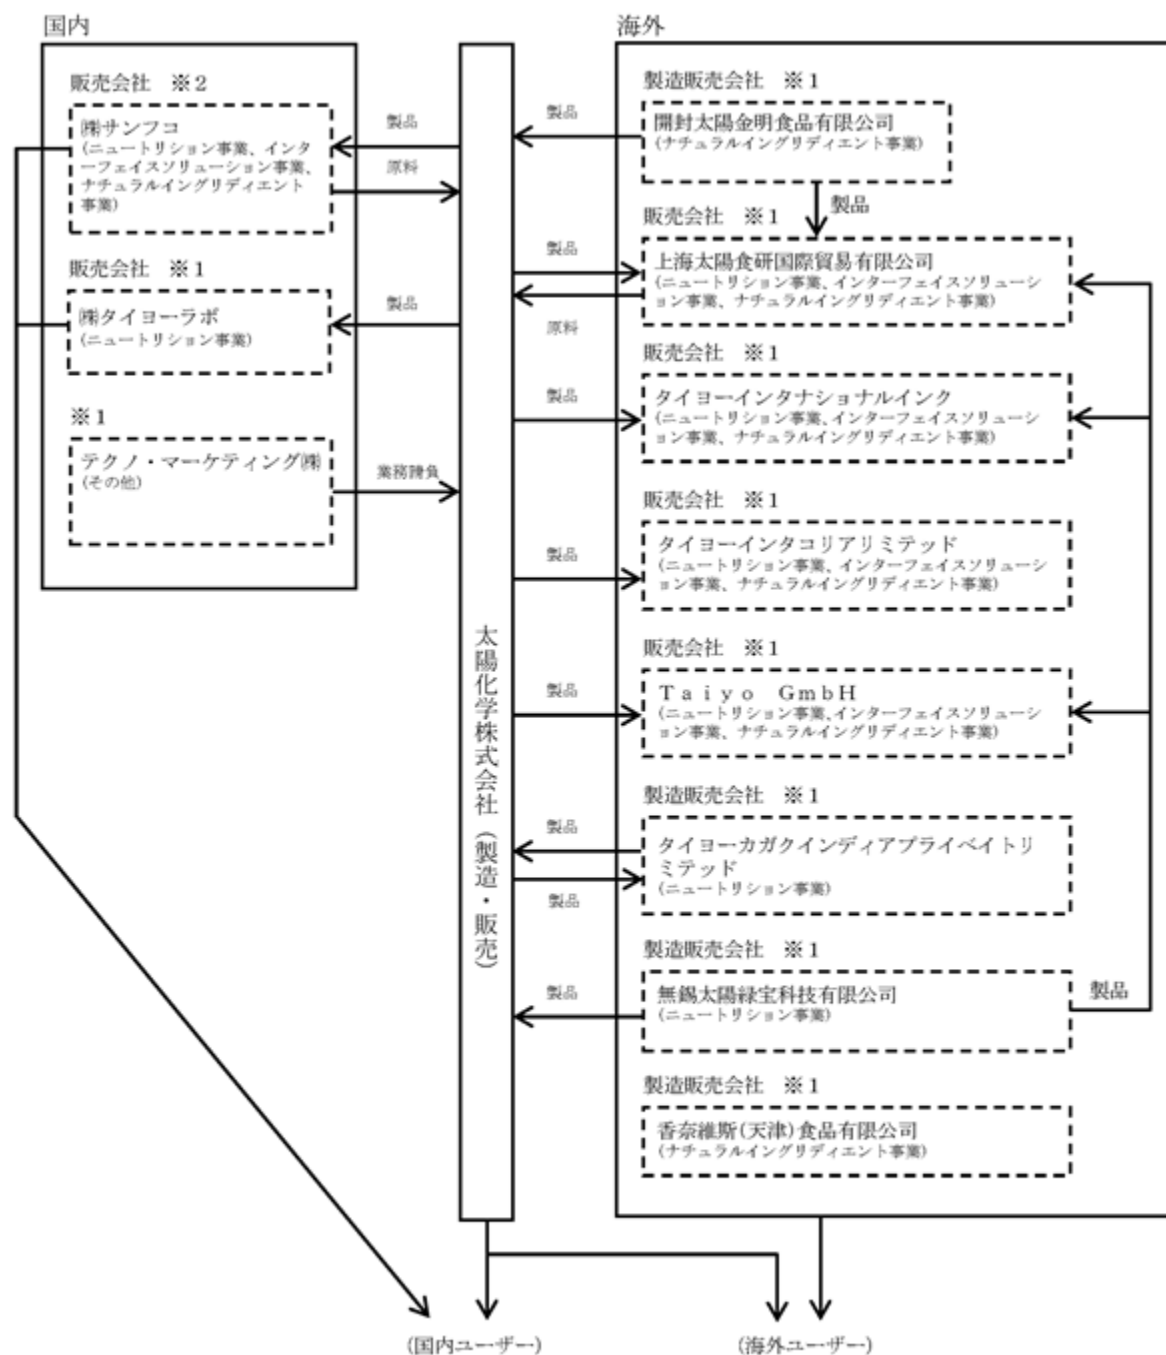 国内
販売会社　※２
㈱サンフコ
(ニュートリション事業、インタ
ーフェイスソリューション事業、
ナチュラルイングリディエント
事業)
製品
原料
販売会社　※１
㈱タイヨーラボ
(ニュートリション事業)
製品
※１
テクノ・マーケティング㈱
(その他)
業務請負
太陽化学株式会社（製造・販売）
海外
製造販売会社　※１
開封太陽金明食品有限公司
(ナチュラルイングリディエント事業)
製品
製品
販売会社　※１
上海太陽食研国際貿易有限公司
(ニュートリション事業、インターフェイスソリューシ
ョン事業、ナチュラルイングリディエント事業)
製品
原料
販売会社　※１
タイヨーインタナショナルインク
(ニュートリション事業、インターフェイスソリューシ
ョン事業、ナチュラルイングリディエント事業)
製品
販売会社　※１
タイヨーインタコリアリミテッド
(ニュートリション事業、インターフェイスソリューシ
ョン事業、ナチュラルイングリディエント事業)
製品
販売会社　※１
Ｔａｉｙｏ　ＧｍｂＨ
(ニュートリション事業、インターフェイスソリューシ
ョン事業、ナチュラルイングリディエント事業)
製品
製造販売会社　※１
タイヨーカガクインディアプライベイトリ
ミテッド
(ニュートリション事業)
製品
製品
製造販売会社　※１
無錫太陽緑宝科技有限公司
(ニュートリション事業)
製品
製品
製造販売会社　※１
香奈維斯(天津)食品有限公司
(ナチュラルイングリディエント事業)
(国内ユーザー)
(海外ユーザー)